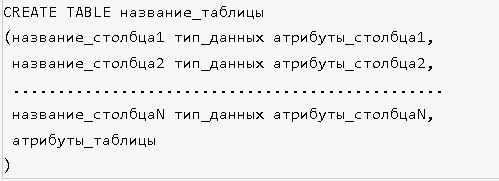 CREATE TABLE название_таблицы
(название_столбца1 тип_данных атрибуты_столбца1,
название_столбца2 тип_данных атрибуты_столбца2,
................................................
название_столбцаN тип_данных атрибуты_столбцаN,
атрибуты_таблицы
)